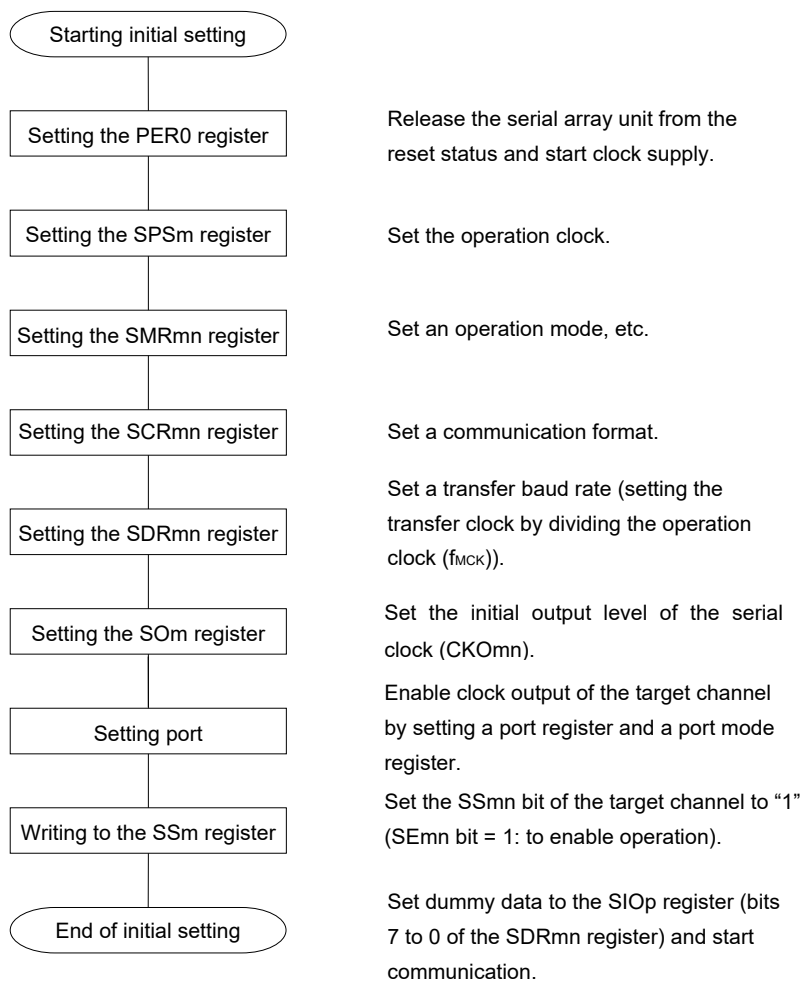 Starting initial setting
Setting the PER0 register
Release the serial array unit from the
reset status and start clock supply.
Setting the SPSm register
Set the operation clock.
Setting the SMRmn register
Set an operation mode, etc.
Setting the SCRmn register
Set a communication format.
Setting the SDRmn register
Set a transfer baud rate (setting the
transfer clock by dividing the operation
clock (fMCK)).
Setting the SOm register
Set the initial output level of the serial
clock (CKOmn).
Setting port
Enable clock output of the target channel
by setting a port register and a port mode
register.
Writing to the SSm register
Set the SSmn bit of the target channel to “1”
(SEmn bit = 1: to enable operation).
End of initial setting
Set dummy data to the SIOp register (bits
7 to 0 of the SDRmn register) and start
communication.